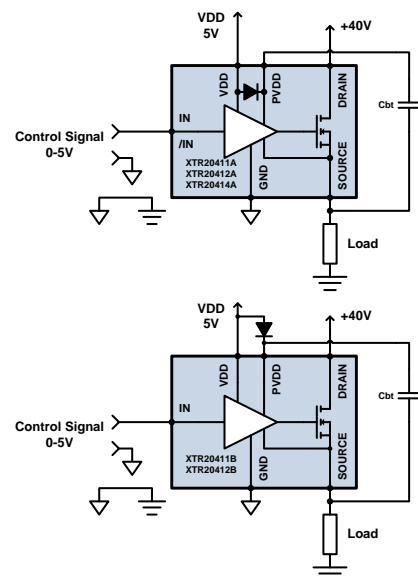 VDD
5V
+40V
VDD
PVDD
DRAIN
Cbt
IN
/IN
Control Signal
0-5V
XTR20411A
XTR20412A
XTR20414A
GND
SOURCE
Load
VDD
5V
+40V
VDD
PVDD
DRAIN
Cbt
IN
Control Signal
0-5V
XTR20411B
XTR20412B
GND
SOURCE
Load